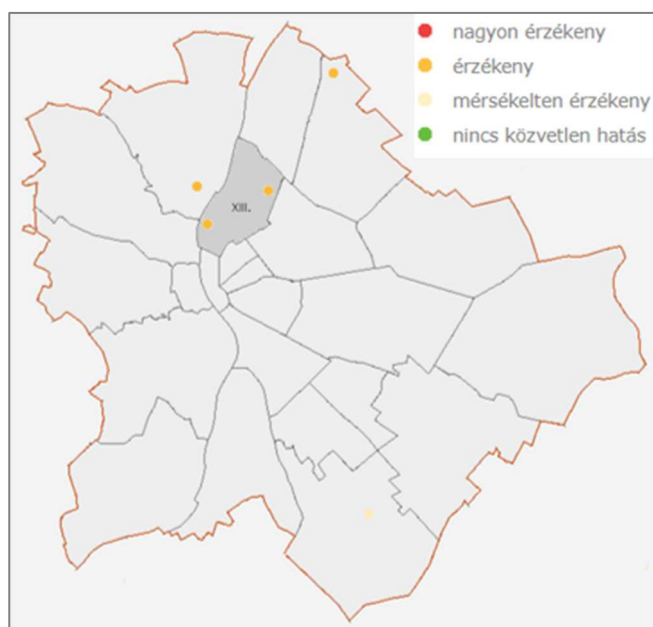 nagyon érzékeny
érzékeny
mérsékelten érzékeny
nincs közvetlen hatás
XIII.